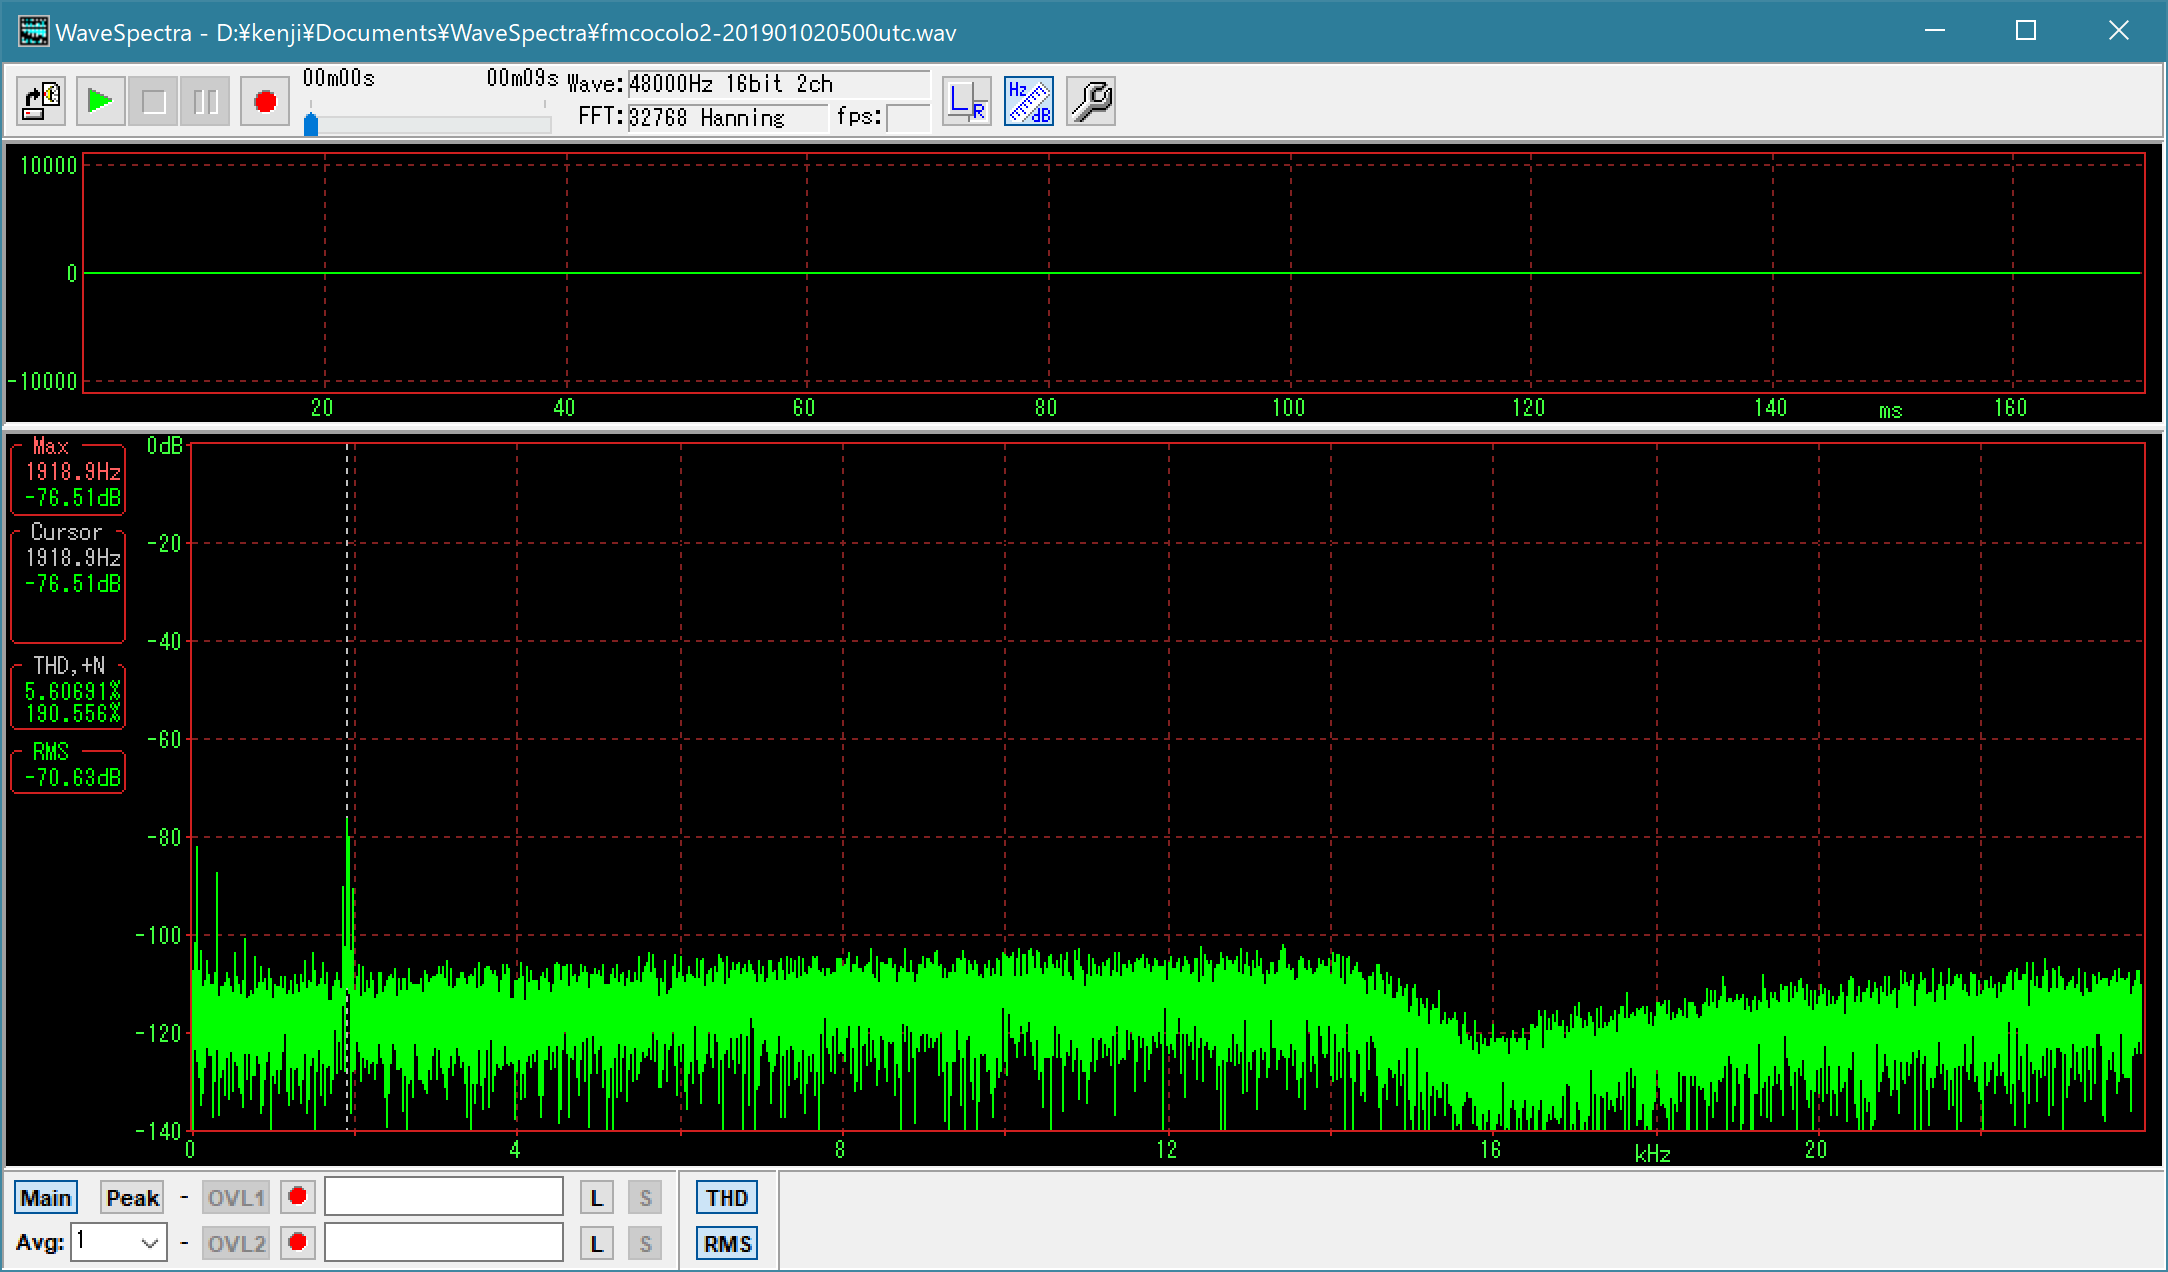 WaveSpectra - D:¥kenji¥Documents¥WaveSpectra¥fmcocolo2-201901020500utc.wav
00m00s 00m09s Wave: 48000Hz 16bit 2ch
FFT: 32768 Hanning fps:
L R
Hz dB
10000
0
-10000
20 40 60 80 100 120 140 ms 160
Max
1918.9Hz
-76.51dB
Cursor
1918.9Hz
-76.51dB
THD,+N
5.60691%
190.556%
RMS
-70.63dB
0dB
-20
-40
-60
-80
-100
-120
-140
0 4 8 12 16 kHz 20
Main Peak - OVL1 L S THD
Avg: 1 - OVL2 L S RMS